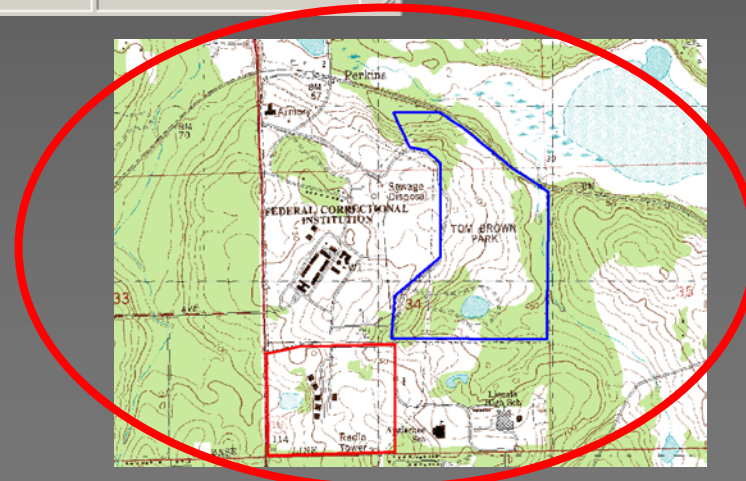 Perkins
BM
57
Armory
BM
70
Sewage
Disposal
FEDERAL CORRECTIONAL
INSTITUTION
TOM BROWN
PARK
33
34
35
AVE
Lincoln
High Sch
Radio
Tower
114
BASE LINE